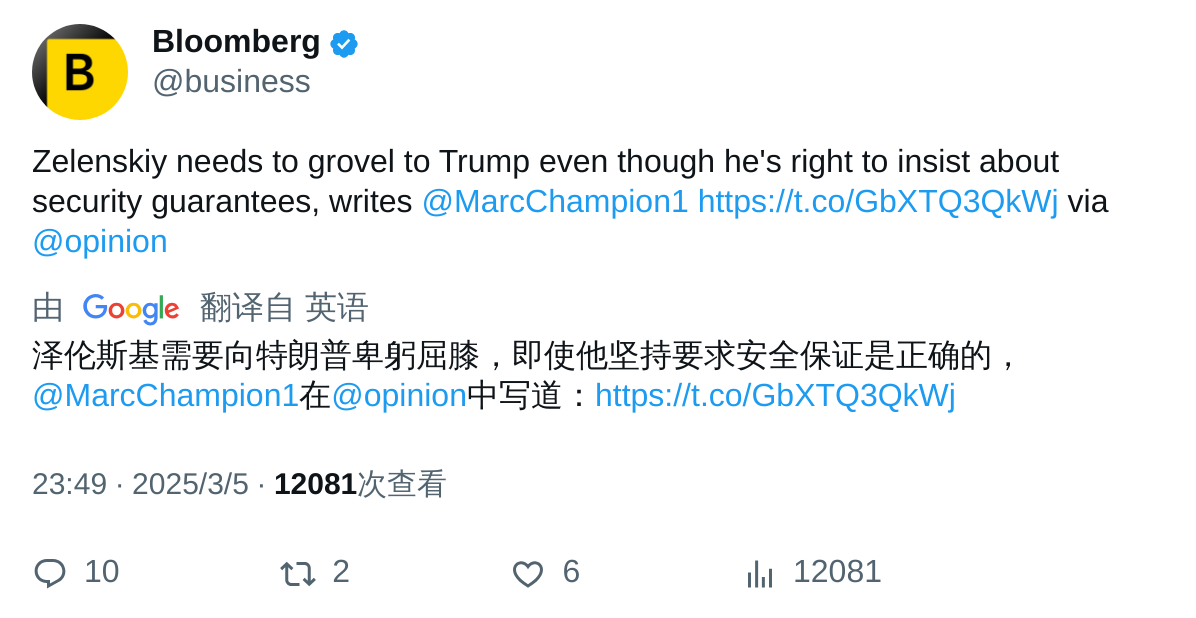 B
Bloomberg
@business
Zelenskiy needs to grovel to Trump even though he's right to insist about
security guarantees, writes @MarcChampion1 https://t.co/GbXTQ3QkWj via
@opinion
由 Google 翻译自 英语
泽伦斯基需要向特朗普卑躬屈膝，即使他坚持要求安全保证是正确的，
@MarcChampion1在@opinion中写道：https://t.co/GbXTQ3QkWj
23:49 · 2025/3/5 · 12081次查看
10 2 6 12081